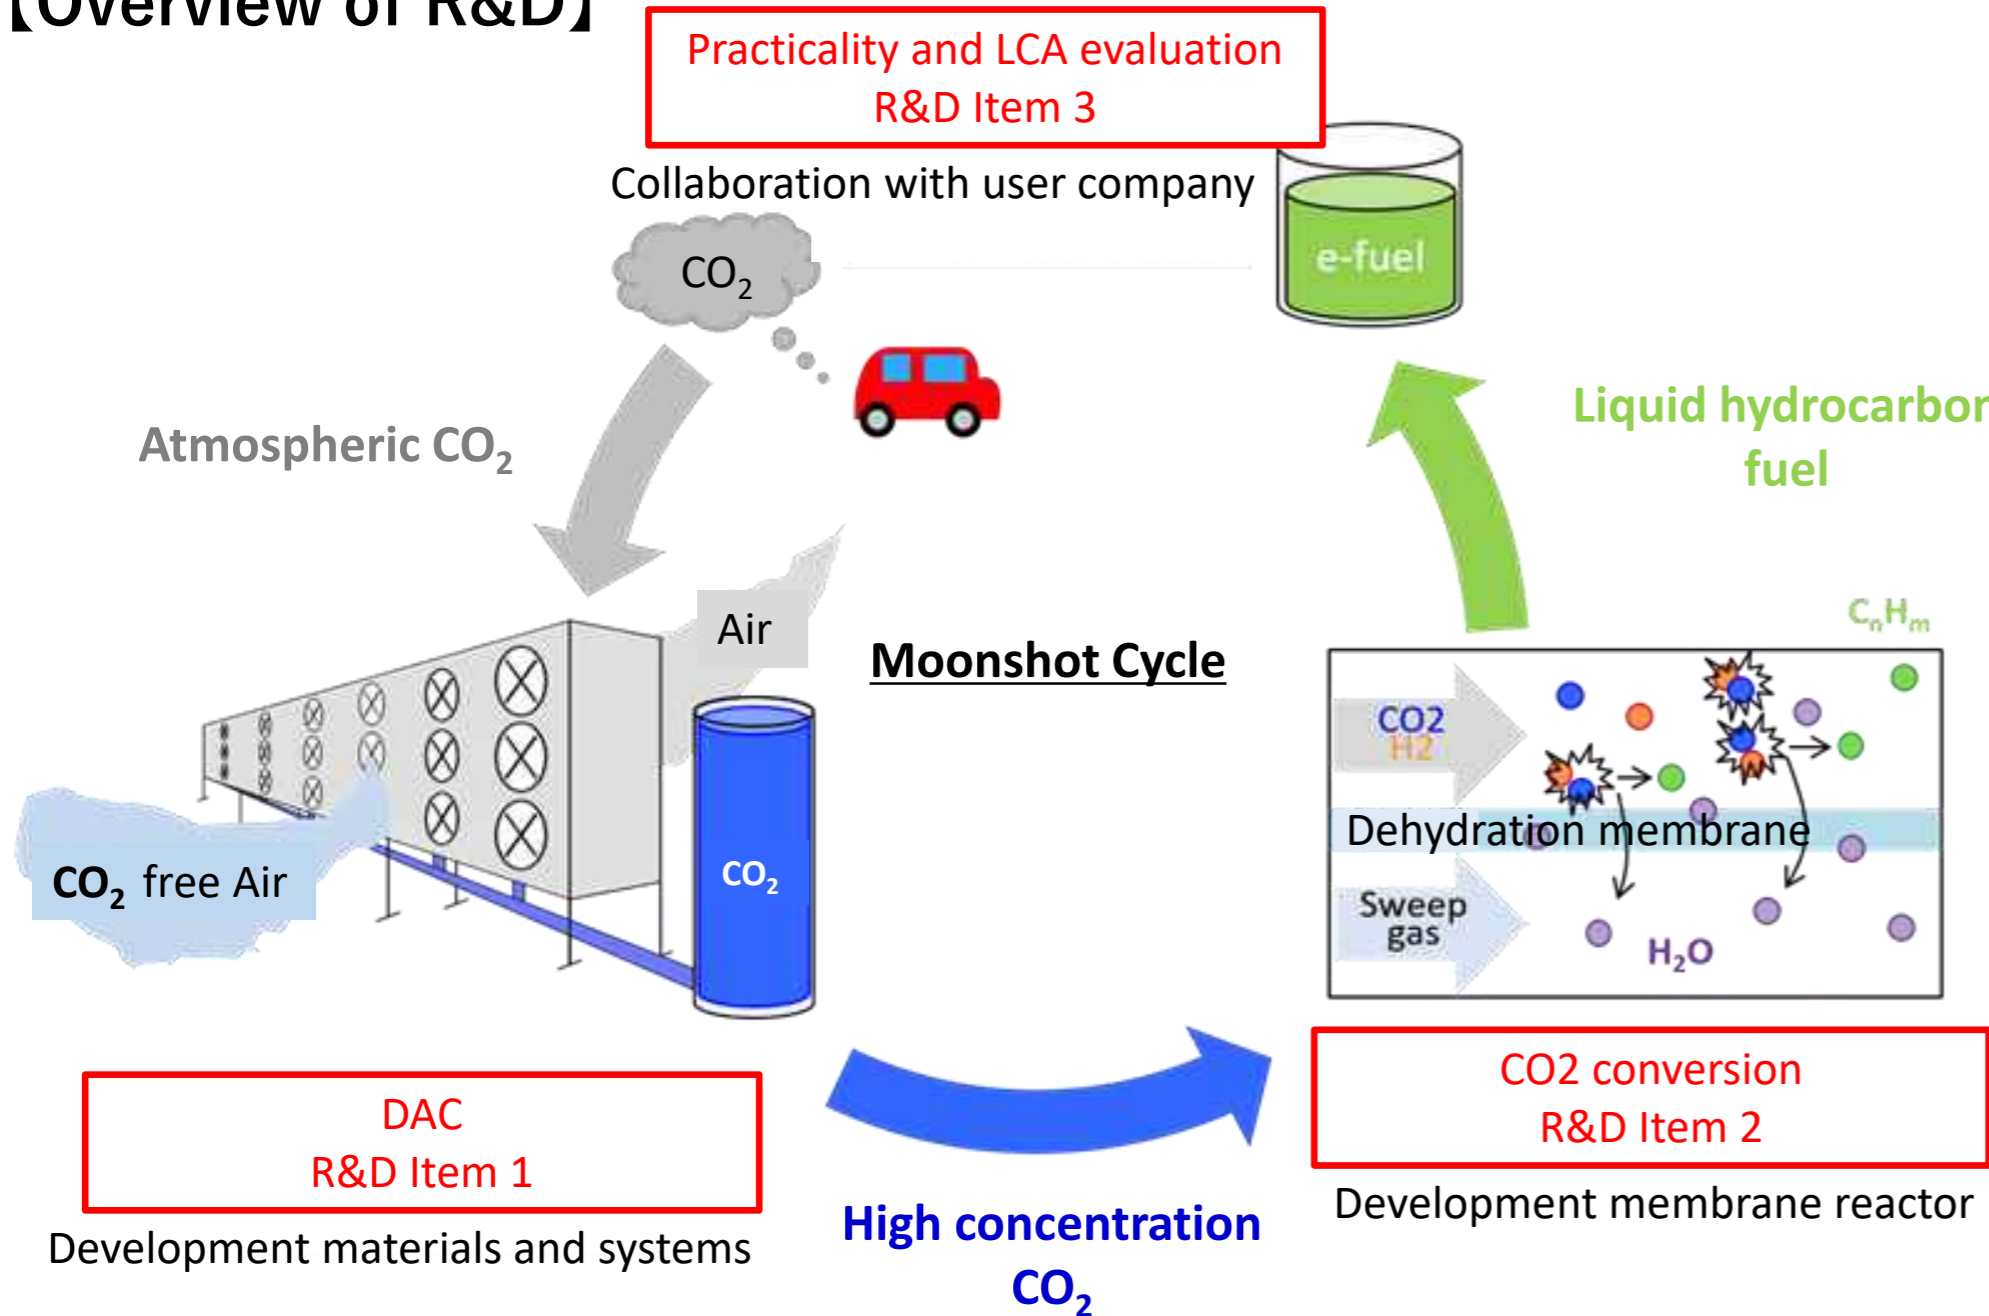 【Overview of R&D】
Practicality and LCA evaluation
R&D Item 3
Collaboration with user company
CO₂
e-fuel
Atmospheric CO₂
Liquid hydrocarbon
fuel
Air
Moonshot Cycle
CₙHₘ
CO2
H2
Dehydration membrane
CO₂ free Air
CO₂
Sweep
gas
H₂O
DAC
R&D Item 1
Development materials and systems
High concentration
CO₂
CO2 conversion
R&D Item 2
Development membrane reactor